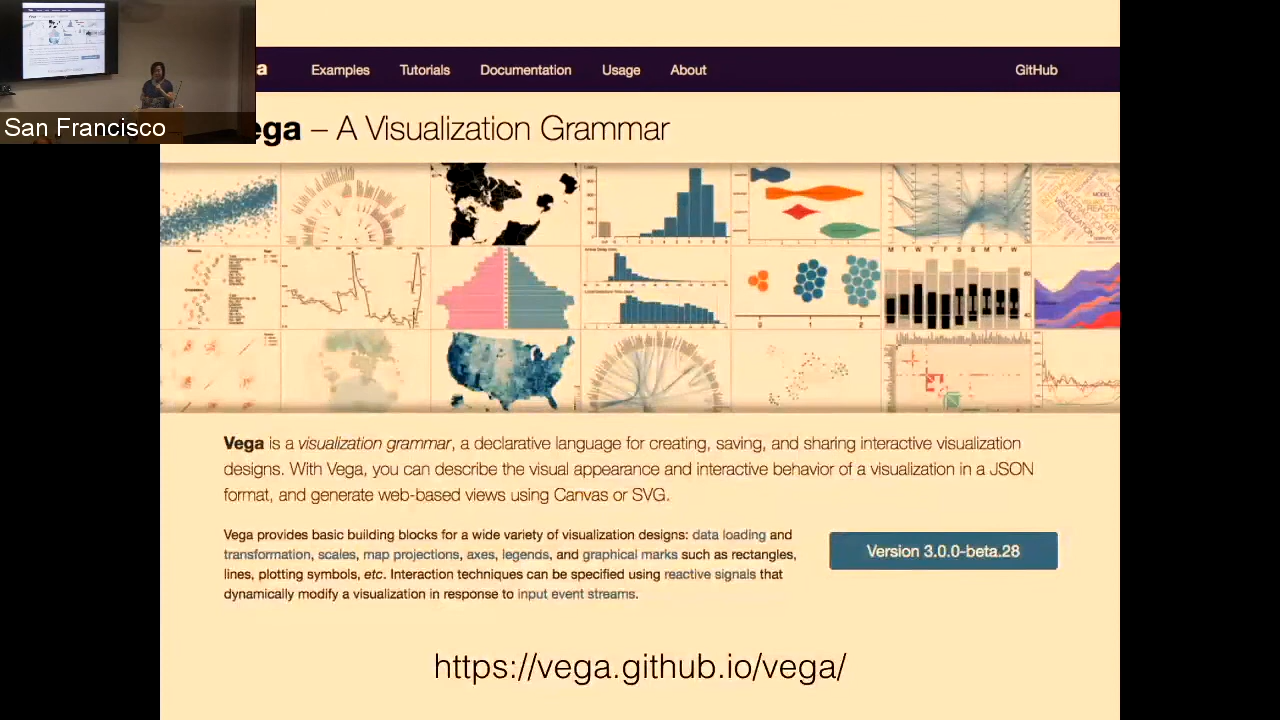 San Francisco
a
Examples
Tutorials
Documentation
Usage
About
GitHub
ega – A Visualization Grammar
Vega is a visualization grammar, a declarative language for creating, saving, and sharing interactive visualization
designs. With Vega, you can describe the visual appearance and interactive behavior of a visualization in a JSON
format, and generate web-based views using Canvas or SVG.
Vega provides basic building blocks for a wide variety of visualization designs: data loading and
transformation, scales, map projections, axes, legends, and graphical marks such as rectangles,
lines, plotting symbols, etc. Interaction techniques can be specified using reactive signals that
dynamically modify a visualization in response to input event streams.
Version 3.0.0-beta.28
https://vega.github.io/vega/